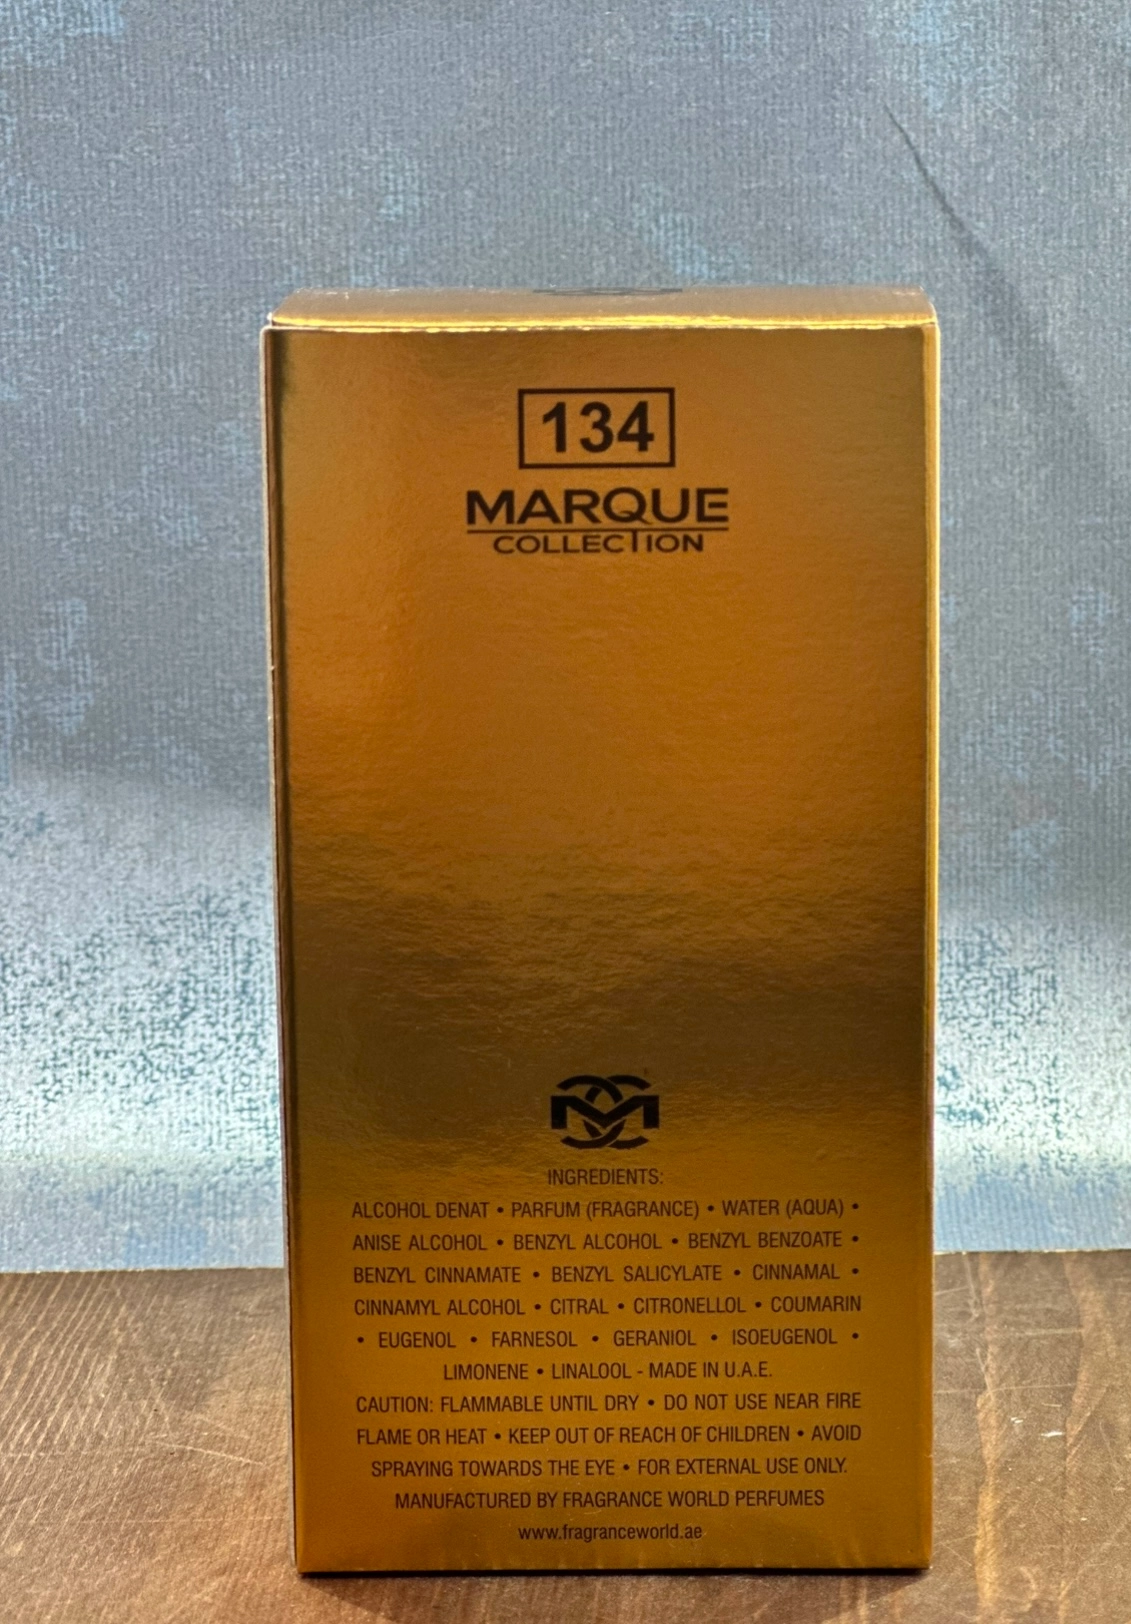 134
MARQUE
COLLECTION
INGREDIENTS:
ALCOHOL DENAT • PARFUM (FRAGRANCE) • WATER (AQUA) •
ANISE ALCOHOL • BENZYL ALCOHOL • BENZYL BENZOATE •
BENZYL CINNAMATE • BENZYL SALICYLATE • CINNAMAL •
CINNAMYL ALCOHOL • CITRAL • CITRONELLOL • COUMARIN
• EUGENOL • FARNESOL • GERANIOL • ISOEUGENOL •
LIMONENE • LINALOOL - MADE IN U.A.E.
CAUTION: FLAMMABLE UNTIL DRY • DO NOT USE NEAR FIRE
FLAME OR HEAT • KEEP OUT OF REACH OF CHILDREN • AVOID
SPRAYING TOWARDS THE EYE • FOR EXTERNAL USE ONLY.
MANUFACTURED BY FRAGRANCE WORLD PERFUMES
www.fragranceworld.ae